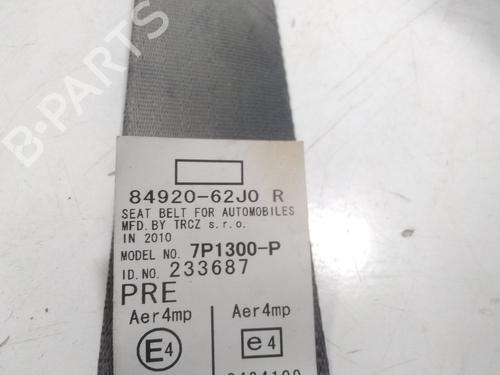 B-PARTS
84920-62J0 R
SEAT BELT FOR AUTOMOBILES
MFD. BY TRCZ s.r.o.
IN 2010
MODEL NO. 7P1300-P
ID.NO. 233687
PRE
Aer4mp Aer4mp
E4 e4